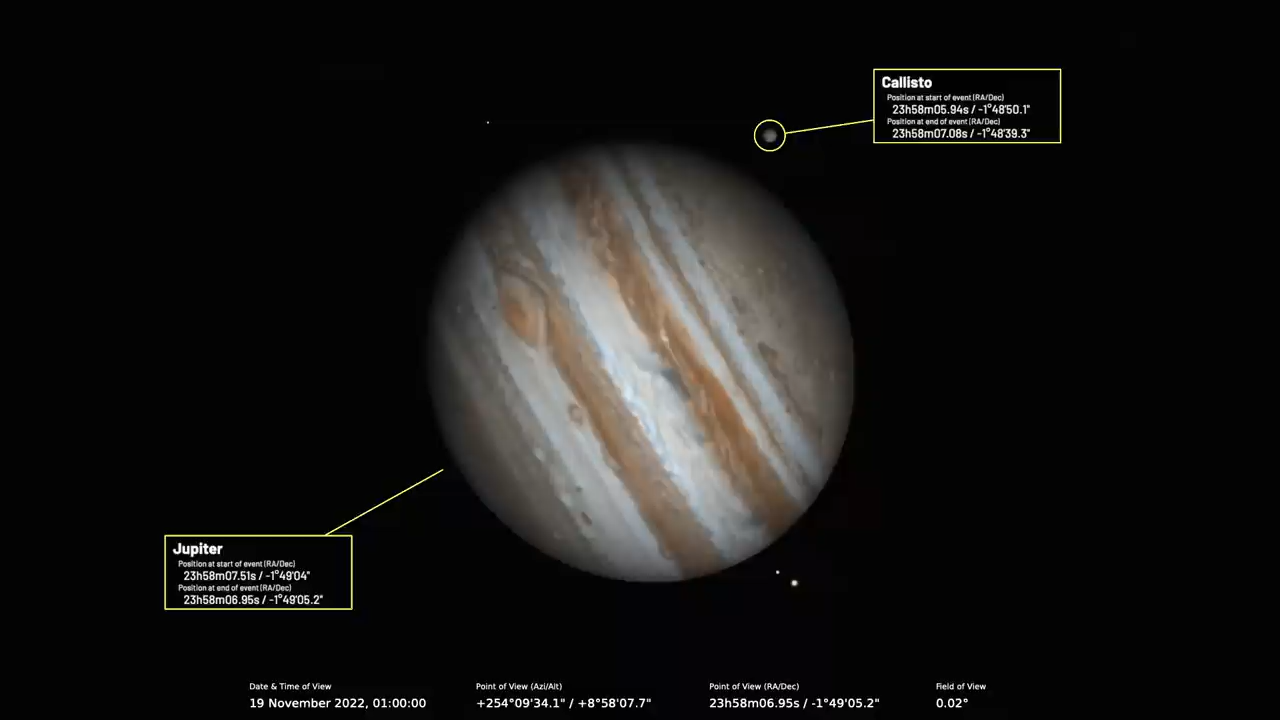 Callisto
Position at start of event (RA/Dec)
23h58m05.94s / -1°48'50.1"
Position at end of event (RA/Dec)
23h58m07.08s / -1°48'39.3"
Jupiter
Position at start of event (RA/Dec)
23h58m07.51s / -1°49'04"
Position at end of event (RA/Dec)
23h58m06.95s / -1°49'05.2"
Date & Time of View
19 November 2022, 01:00:00
Point of View (Azi/Alt)
+254°09'34.1" / +8°58'07.7"
Point of View (RA/Dec)
23h58m06.95s / -1°49'05.2"
Field of View
0.02°